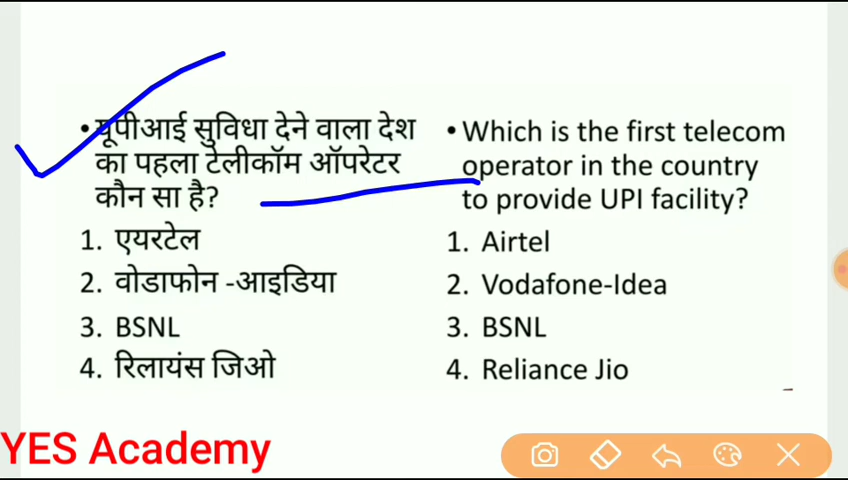 •यूपीआई सुविधा देने वाला देश
का पहला टेलीकॉम ऑपरेटर
कौन सा है?
1. एयरटेल
2. वोडाफोन -आइडिया
3. BSNL
4. रिलायंस जिओ
•Which is the first telecom
operator in the country
to provide UPI facility?
1. Airtel
2. Vodafone-Idea
3. BSNL
4. Reliance Jio
YES Academy